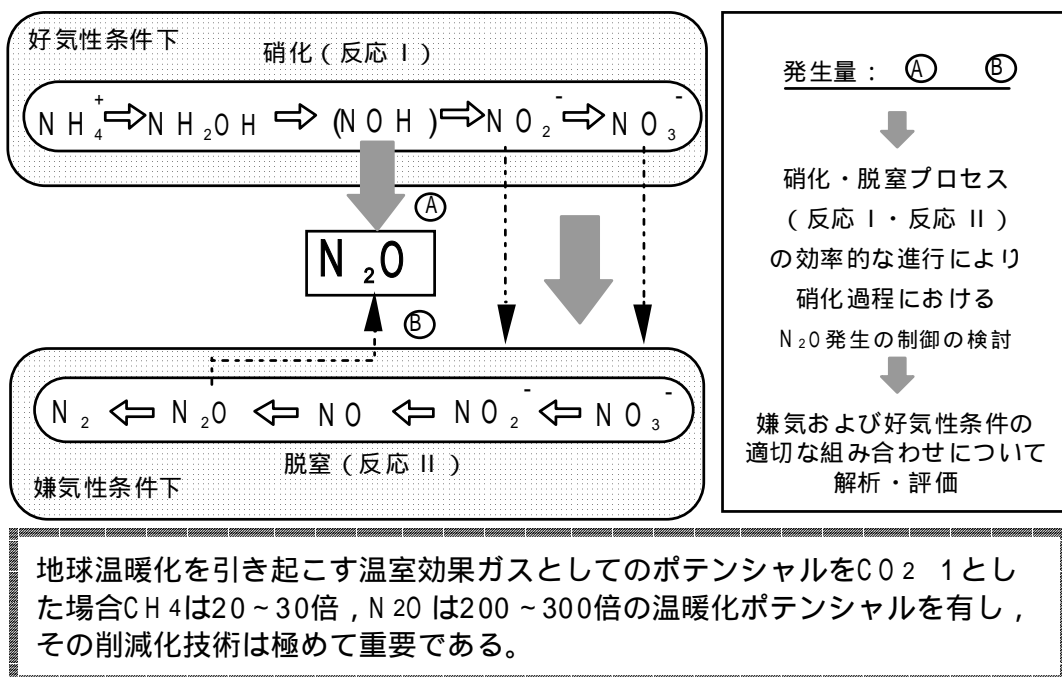 好気性条件下
硝化(反応 I)
NH₄⁺⇨NH₂OH⇨(NOH)⇨NO₂⁻⇨NO₃⁻
Ⓐ
N₂O
Ⓑ
N₂⇦N₂O⇦NO⇦NO₂⁻⇦NO₃⁻
脱窒(反応 II)
嫌気性条件下
発生量: Ⓐ Ⓑ
硝化・脱窒プロセス
(反応 I・反応 II)
の効率的な進行により
硝化過程における
N₂O発生の制御の検討
嫌気および好気性条件の
適切な組み合わせについて
解析・評価
地球温暖化を引き起こす温室効果ガスとしてのポテンシャルをCO2 1とし
た場合CH4は20~30倍,N2Oは200~300倍の温暖化ポテンシャルを有し,
その削減化技術は極めて重要である。